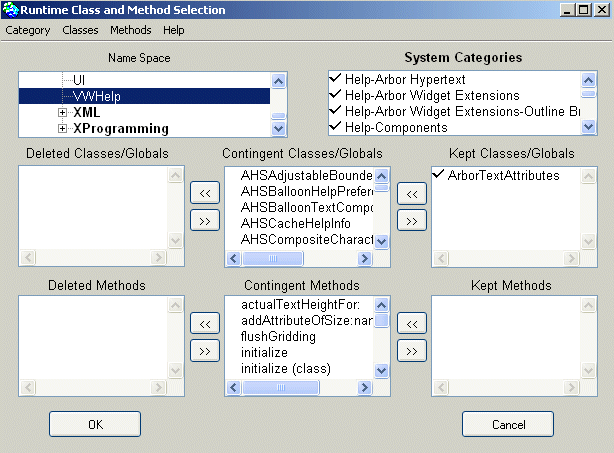 Runtime Class and Method Selection
Category Classes Methods Help
Name Space
System Categories
UI
VWHelp
XML
XProgramming
Help-Arbor Hypertext
Help-Arbor Widget Extensions
Help-Arbor Widget Extensions-Outline Br
Help-Components
Deleted Classes/Globals
Contingent Classes/Globals
Kept Classes/Globals
<<
>>
AHSAdjustableBounde
AHSBalloonHelpPrefere
AHSBalloonTextCompo
AHSCacheHelpInfo
AHSCompositeCharact
<<
>>
ArborTextAttributes
Deleted Methods
Contingent Methods
Kept Methods
<<
>>
actualTextHeightFor:
addAttributeOfSize:nam
flushGridding
initialize
initialize (class)
<<
>>
OK
Cancel